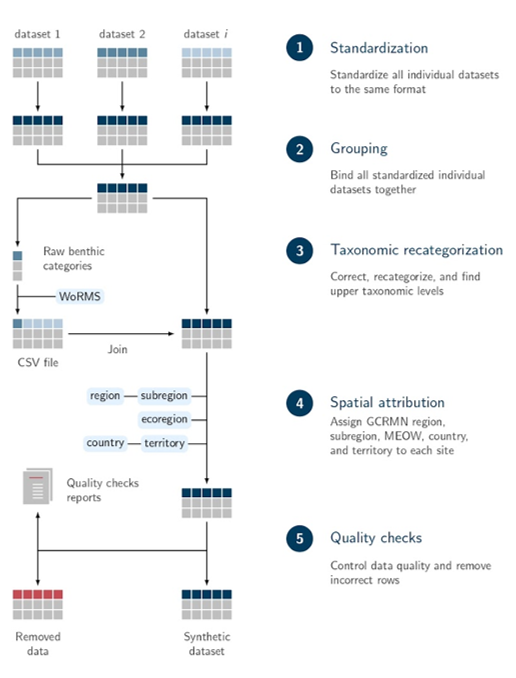 dataset 1
dataset 2
dataset i
1
Standardization
Standardize all individual datasets
to the same format
2
Grouping
Bind all standardized individual
datasets together
Raw benthic
categories
WoRMS
CSV file
Join
3
Taxonomic recategorization
Correct, recategorize, and find
upper taxonomic levels
region
subregion
ecoregion
country
territory
4
Spatial attribution
Assign GCRMN region,
subregion, MEOW, country,
and territory to each site
Quality checks
reports
5
Quality checks
Control data quality and remove
incorrect rows
Removed
data
Synthetic
dataset